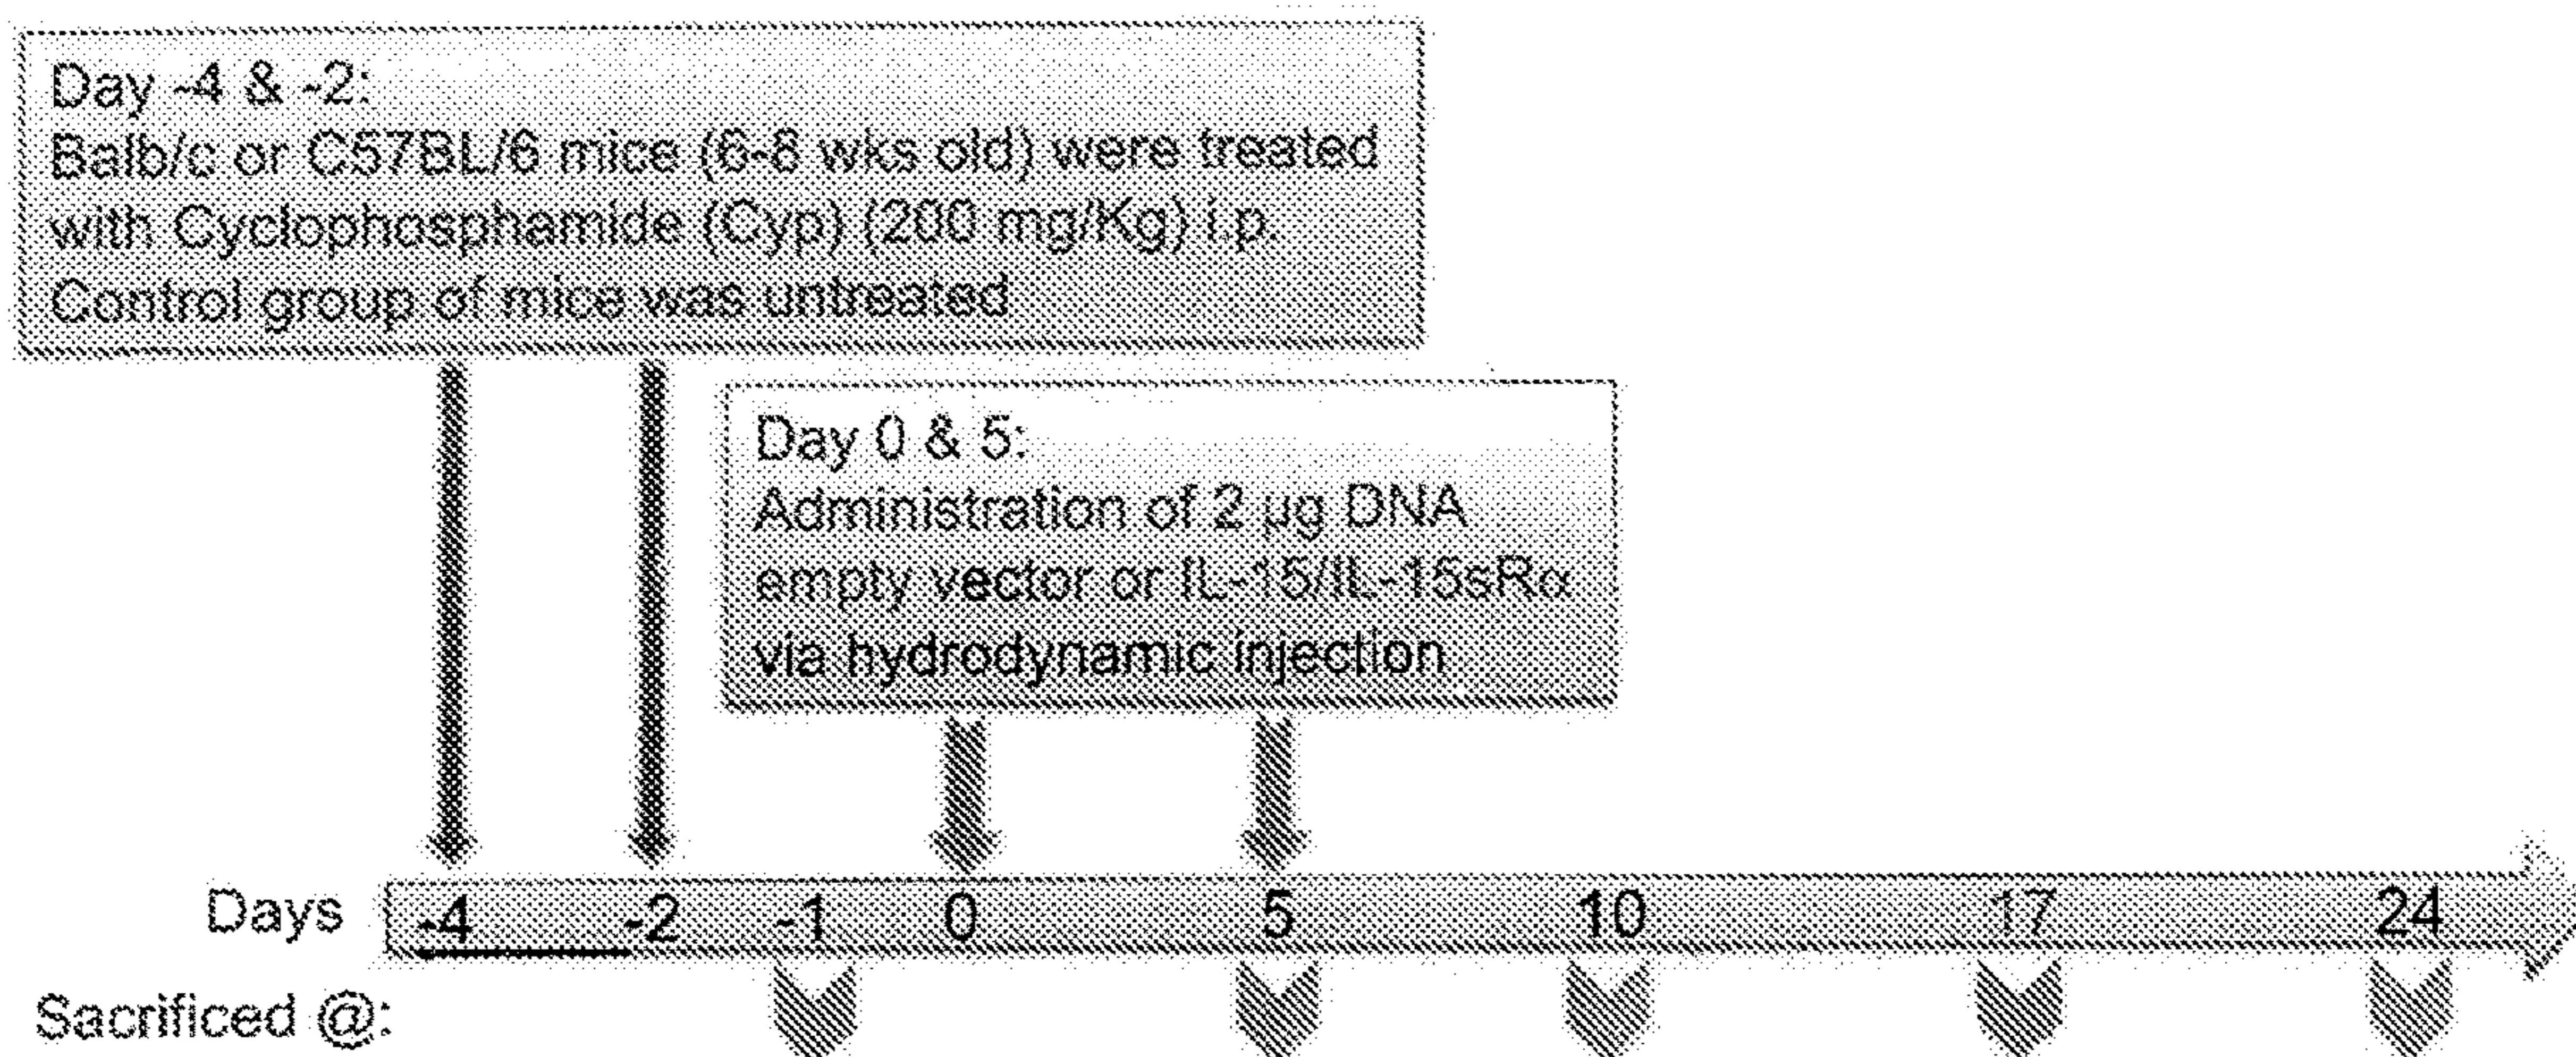 Day -4 & -2:
Balb/c or C57BL/6 mice (6-8 wks old) were treated
with Cyclophosphamide (Cyp) (200 mg/Kg) i.p.
Control group of mice was untreated
Day 0 & 5:
Administration of 2 µg DNA
empty vector or IL-15/IL-15sRα
via hydrodynamic injection
Days -4 -2 -1 0 5 10 17 24
Sacrificed @: